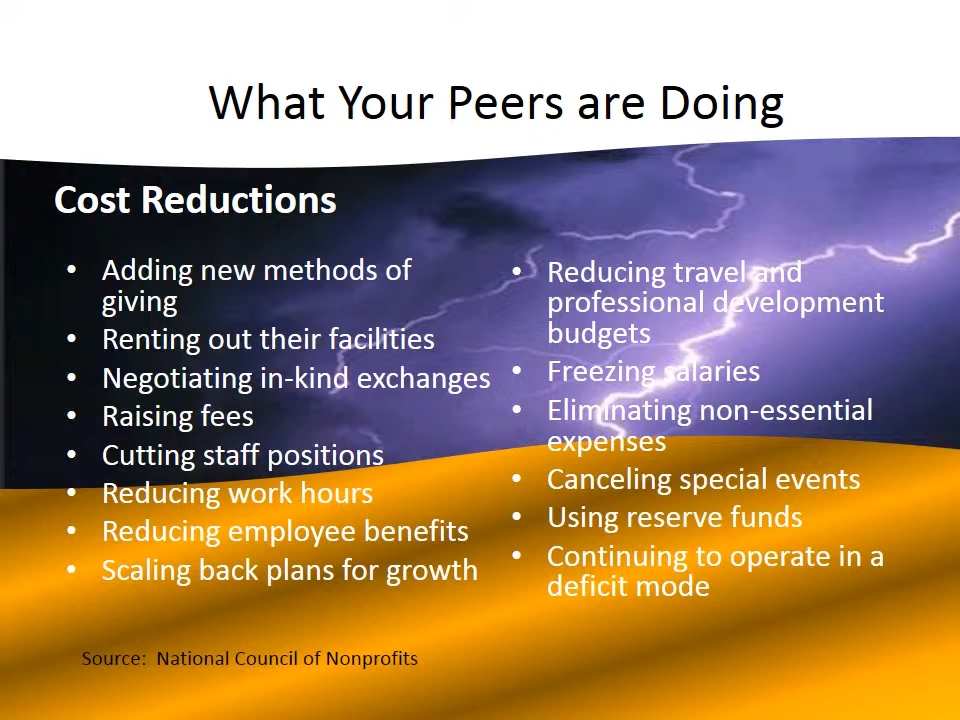 What Your Peers are Doing
Cost Reductions
• Adding new methods of
giving
• Renting out their facilities
• Negotiating in-kind exchanges
• Raising fees
• Cutting staff positions
• Reducing work hours
• Reducing employee benefits
• Scaling back plans for growth
• Reducing travel and
professional development
budgets
• Freezing salaries
• Eliminating non-essential
expenses
• Canceling special events
• Using reserve funds
• Continuing to operate in a
deficit mode
Source:  National Council of Nonprofits